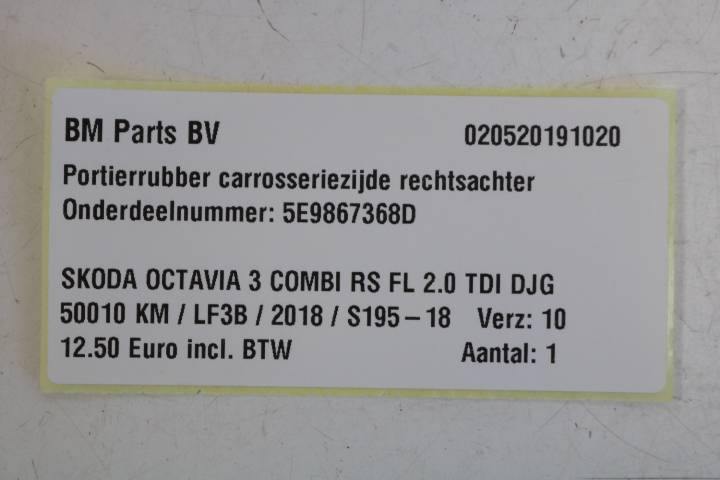 BM Parts BV 020520191020
Portierrubber carrosseriezijde rechtsachter
Onderdeelnummer: 5E9867368D
SKODA OCTAVIA 3 COMBI RS FL 2.0 TDI DJG
50010 KM / LF3B / 2018 / S195-18 Verz: 10
12.50 Euro incl. BTW Aantal: 1